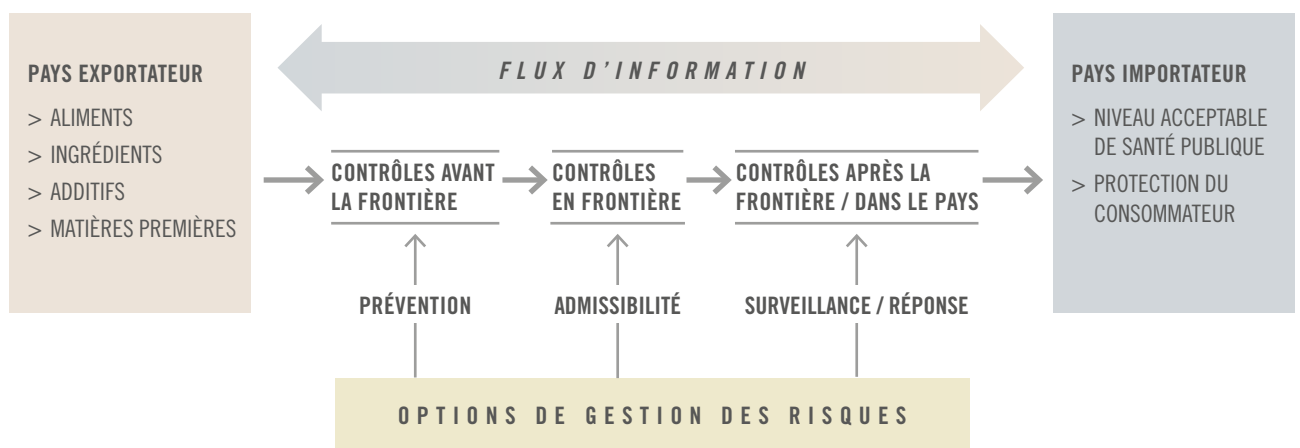 PAYS EXPORTATEUR
> ALIMENTS
> INGRÉDIENTS
> ADDITIFS
> MATIÈRES PREMIÈRES
FLUX D'INFORMATION
CONTRÔLES AVANT
LA FRONTIÈRE
CONTRÔLES
EN FRONTIÈRE
CONTRÔLES APRÈS LA
FRONTIÈRE / DANS LE PAYS
PAYS IMPORTATEUR
> NIVEAU ACCEPTABLE
DE SANTÉ PUBLIQUE
> PROTECTION DU
CONSOMMATEUR
PRÉVENTION
ADMISSIBILITÉ
SURVEILLANCE / RÉPONSE
OPTIONS DE GESTION DES RISQUES